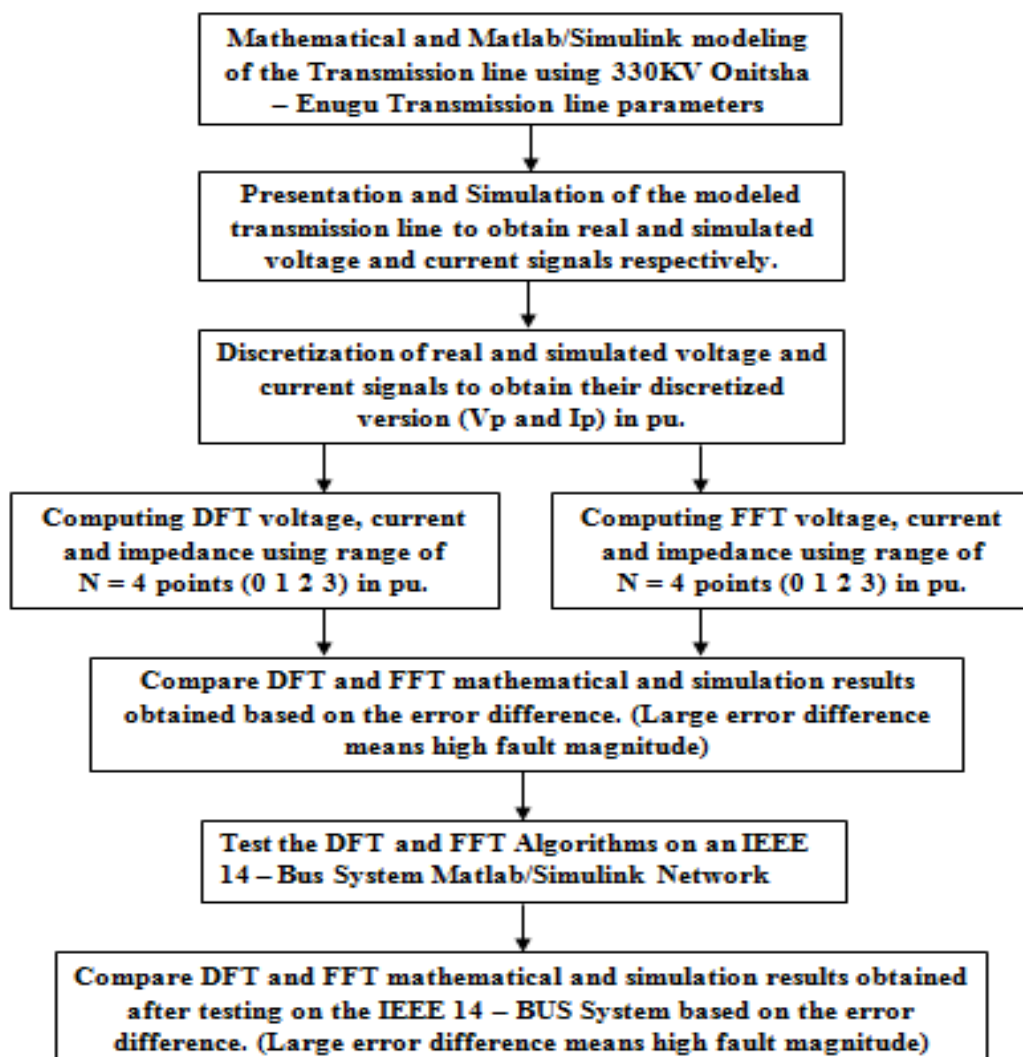 Mathematical and Matlab/Simulink modeling
of the Transmission line using 330KV Onitsha
– Enugu Transmission line parameters
Presentation and Simulation of the modeled
transmission line to obtain real and simulated
voltage and current signals respectively.
Discretization of real and simulated voltage and
current signals to obtain their discretized
version (Vp and Ip) in pu.
Computing DFT voltage, current
and impedance using range of
N = 4 points (0 1 2 3) in pu.
Computing FFT voltage, current
and impedance using range of
N = 4 points (0 1 2 3) in pu.
Compare DFT and FFT mathematical and simulation results
obtained based on the error difference. (Large error difference
means high fault magnitude)
Test the DFT and FFT Algorithms on an IEEE
14 – Bus System Matlab/Simulink Network
Compare DFT and FFT mathematical and simulation results obtained
after testing on the IEEE 14 – BUS System based on the error
difference. (Large error difference means high fault magnitude)